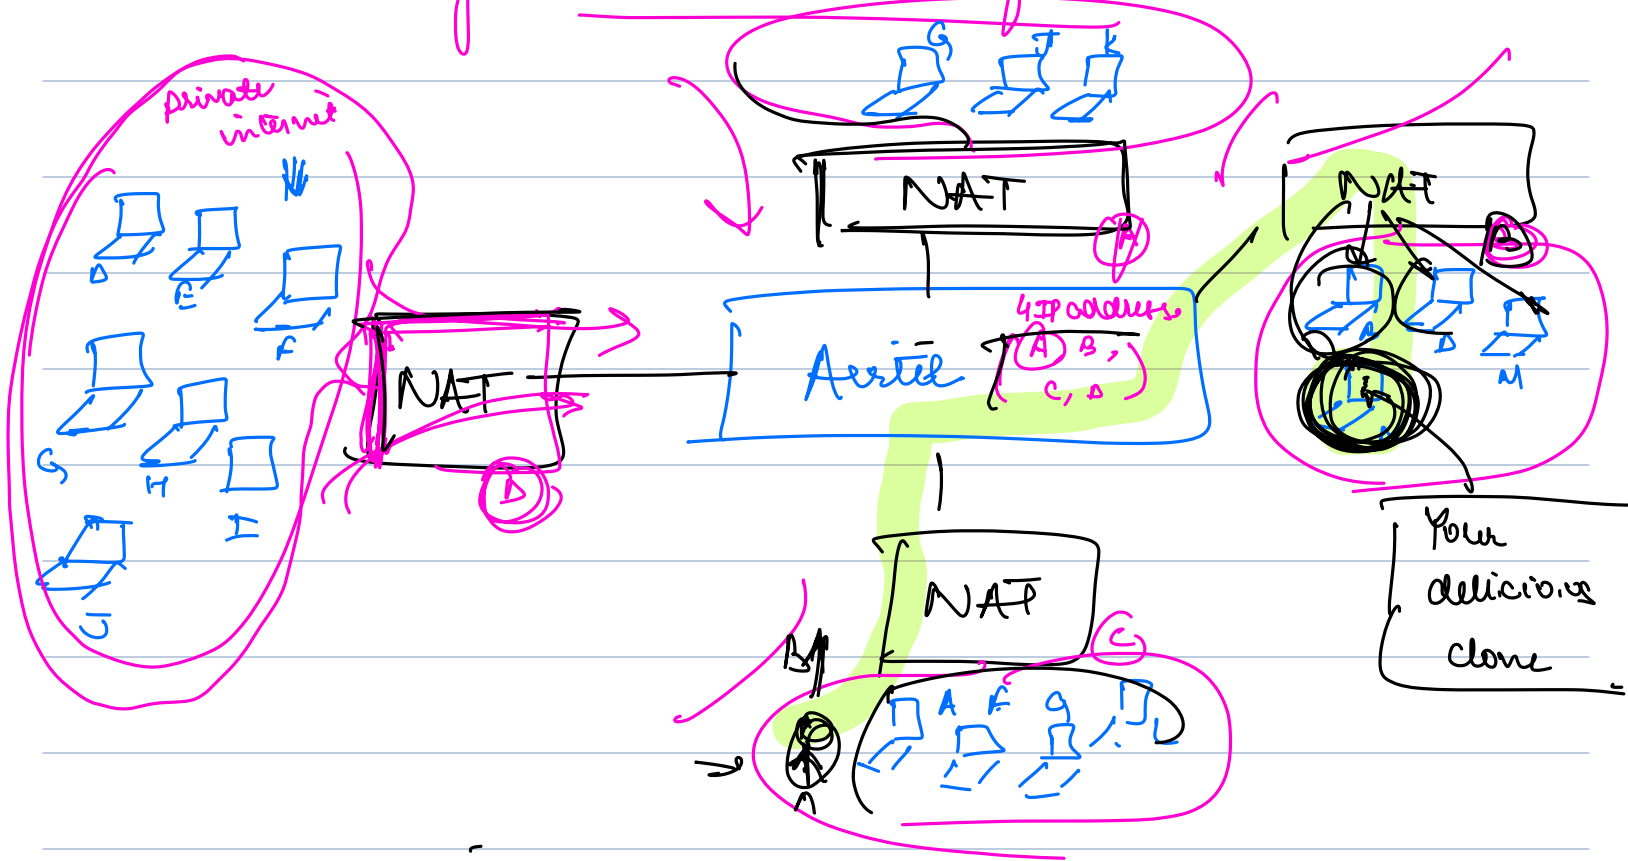 G J K
private
internet
NAT
NAT
A
B
D
E
F
4 IP address
A B,
C, D
Airtel
D
M
NAT
G
H
I
D
J
Your
delicious
clone
NAT
C
B
A F G
A